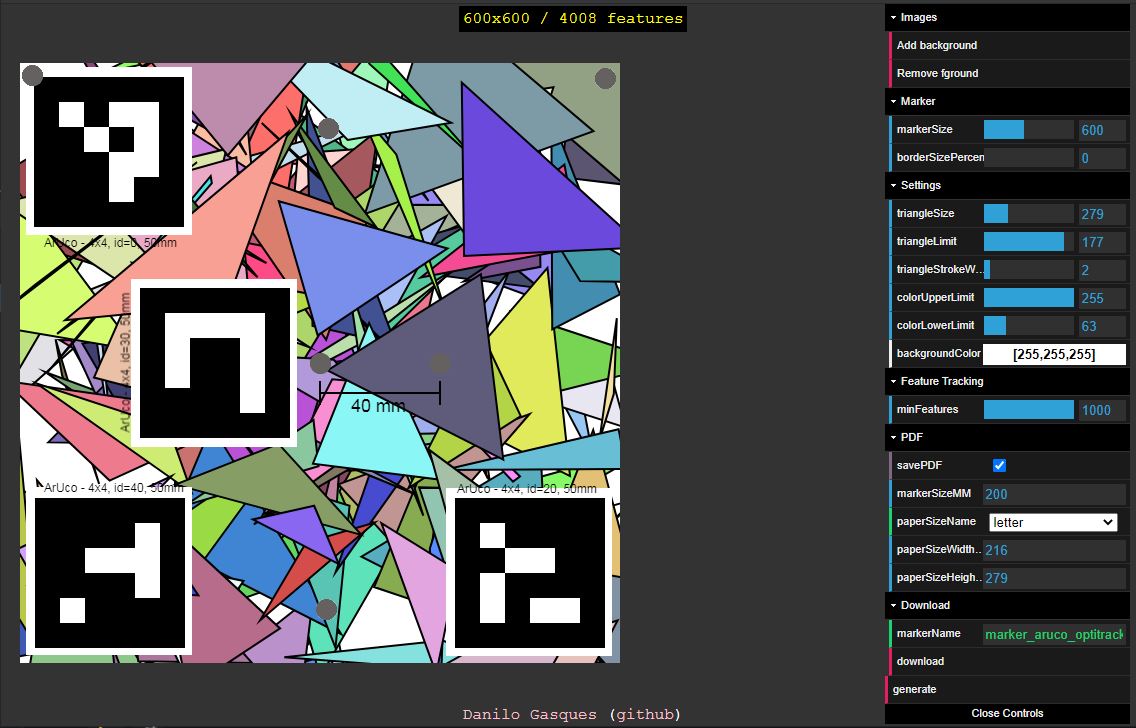 600x600 / 4008 features
Images
Add background
Remove fground
Marker
markerSize 600
borderSizePercen 0
Settings
triangleSize 279
triangleLimit 177
triangleStrokeW... 2
colorUpperLimit 255
colorLowerLimit 63
backgroundColor [255,255,255]
Feature Tracking
minFeatures 1000
PDF
savePDF
markerSizeMM 200
paperSizeName letter
paperSizeWidth... 216
paperSizeHeigh... 279
Download
markerName marker_aruco_optitrack
download
generate
Close Controls
ArUco - 4x4, id=0, 50mm
ArUco - 4x4, id=30, 50mm
40 mm
ArUco - 4x4, id=40, 50mm
ArUco - 4x4, id=20, 50mm
Danilo Gasques (github)